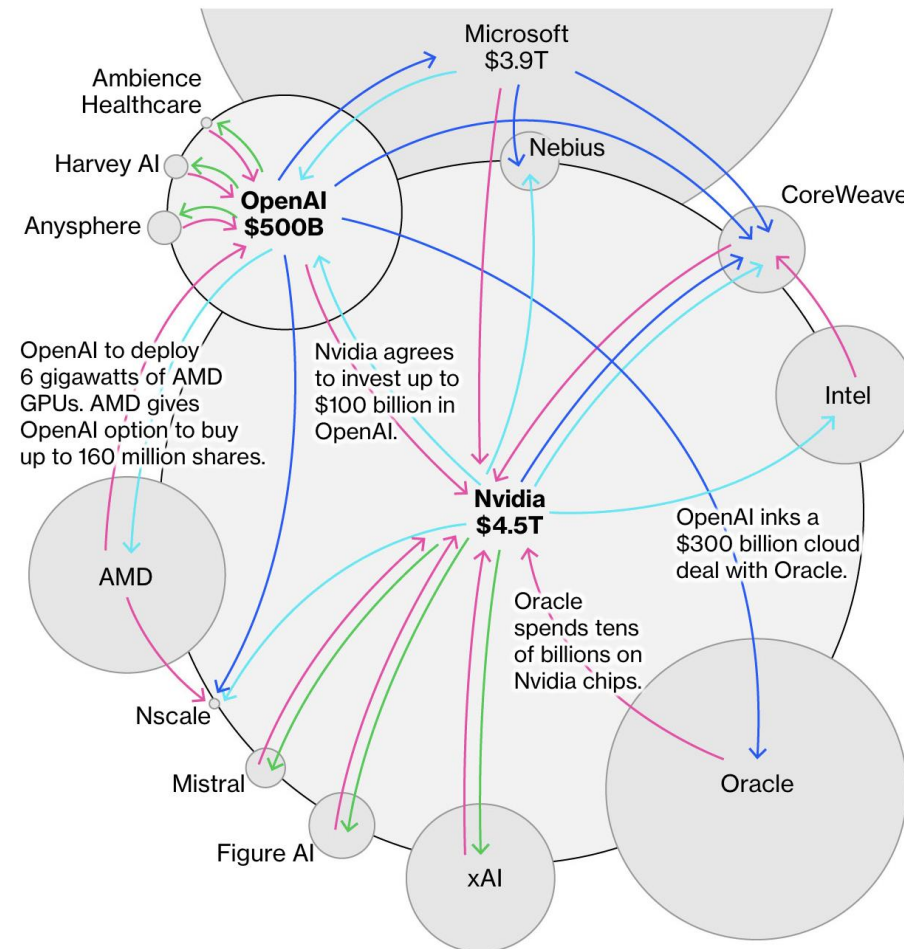 Microsoft
$3.9T
Ambience
Healthcare
Harvey AI
Anysphere
OpenAI
$500B
Nebius
CoreWeave
OpenAI to deploy
6 gigawatts of AMD
GPUs. AMD gives
OpenAI option to buy
up to 160 million shares.
Nvidia agrees
to invest up to
$100 billion in
OpenAI.
Intel
Nvidia
$4.5T
OpenAI inks a
$300 billion cloud
deal with Oracle.
AMD
Oracle
spends tens
of billions on
Nvidia chips.
Nscale
Mistral
Figure AI
xAI
Oracle